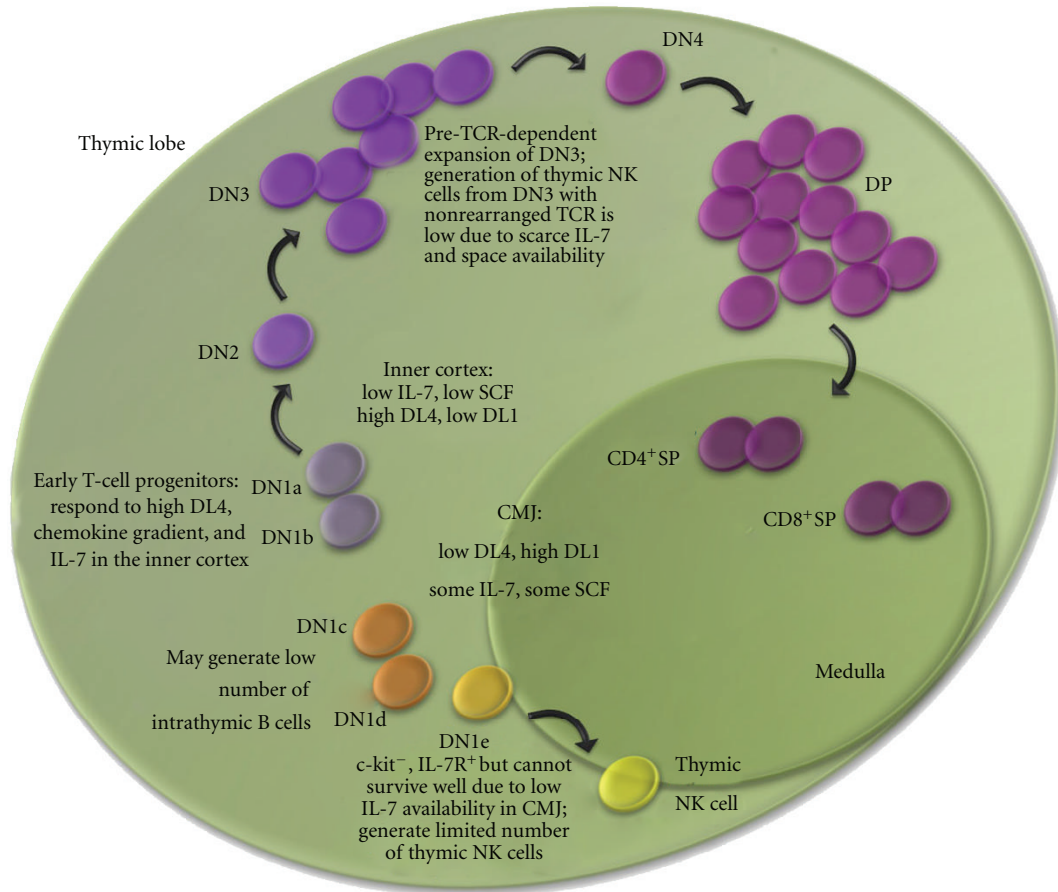 DN4
Thymic lobe
DN3
Pre-TCR-dependent
expansion of DN3;
generation of thymic NK
cells from DN3 with
nonrearranged TCR is
low due to scarce IL-7
and space availability
DP
DN2
Inner cortex:
low IL-7, low SCF
high DL4, low DL1
CD4⁺SP
CD8⁺SP
Early T-cell progenitors:
respond to high DL4,
chemokine gradient, and
IL-7 in the inner cortex
DN1a
DN1b
CMJ:
low DL4, high DL1
some IL-7, some SCF
DN1c
May generate low
number of
intrathymic B cells
DN1d
Medulla
DN1e
c-kit⁻, IL-7R⁺ but cannot
survive well due to low
IL-7 availability in CMJ;
generate limited number
of thymic NK cells
Thymic
NK cell